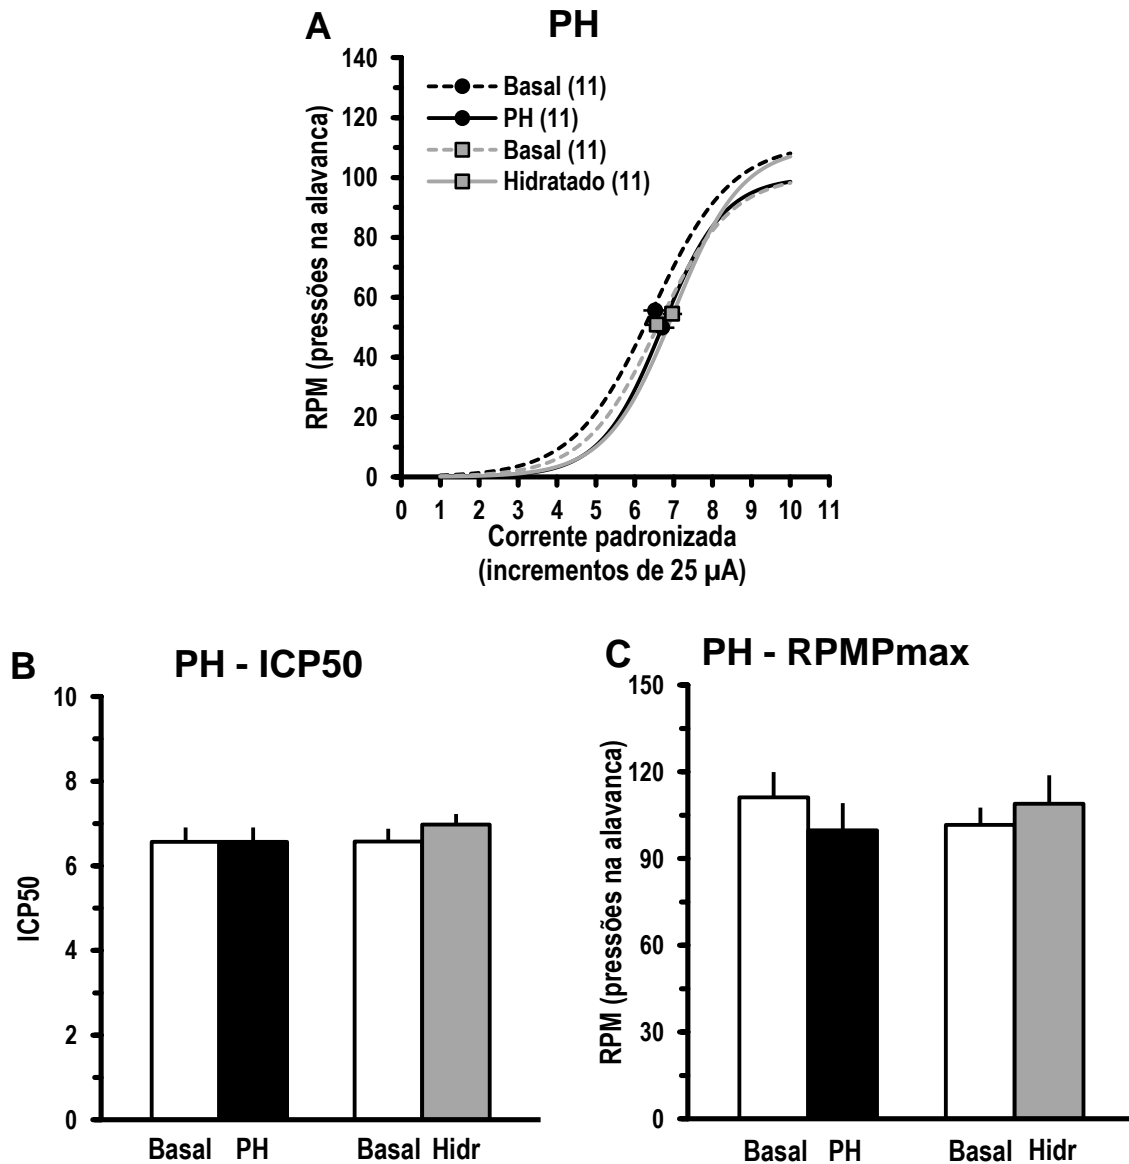 A
PH
140
120
100
80
60
40
20
0
RPM (pressões na alavanca)
Basal (11)
PH (11)
Basal (11)
Hidratado (11)
0 1 2 3 4 5 6 7 8 9 10 11
Corrente padronizada
(incrementos de 25 µA)
B
PH - ICP50
10
8
6
4
2
0
ICP50
Basal PH Basal Hidr
C
PH - RPMPmax
150
120
90
60
30
0
RPM (pressões na alavanca)
Basal PH Basal Hidr